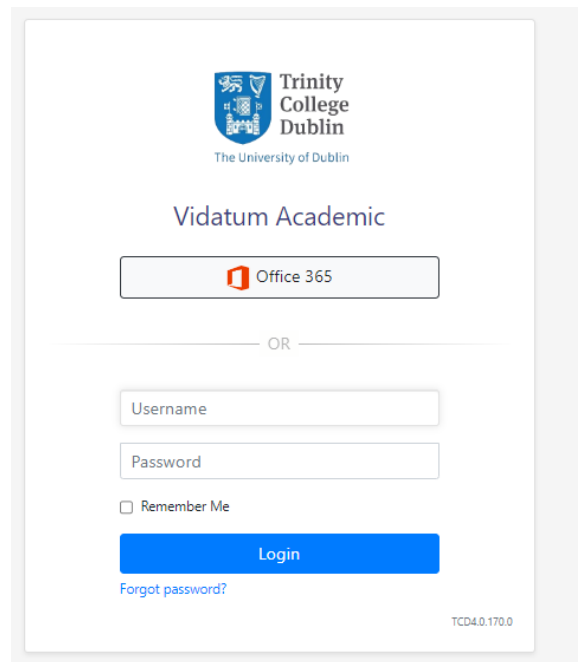 Trinity
College
Dublin
The University of Dublin
Vidatum Academic
Office 365
OR
Username
Password
Remember Me
Login
Forgot password?
TCD4.0.170.0